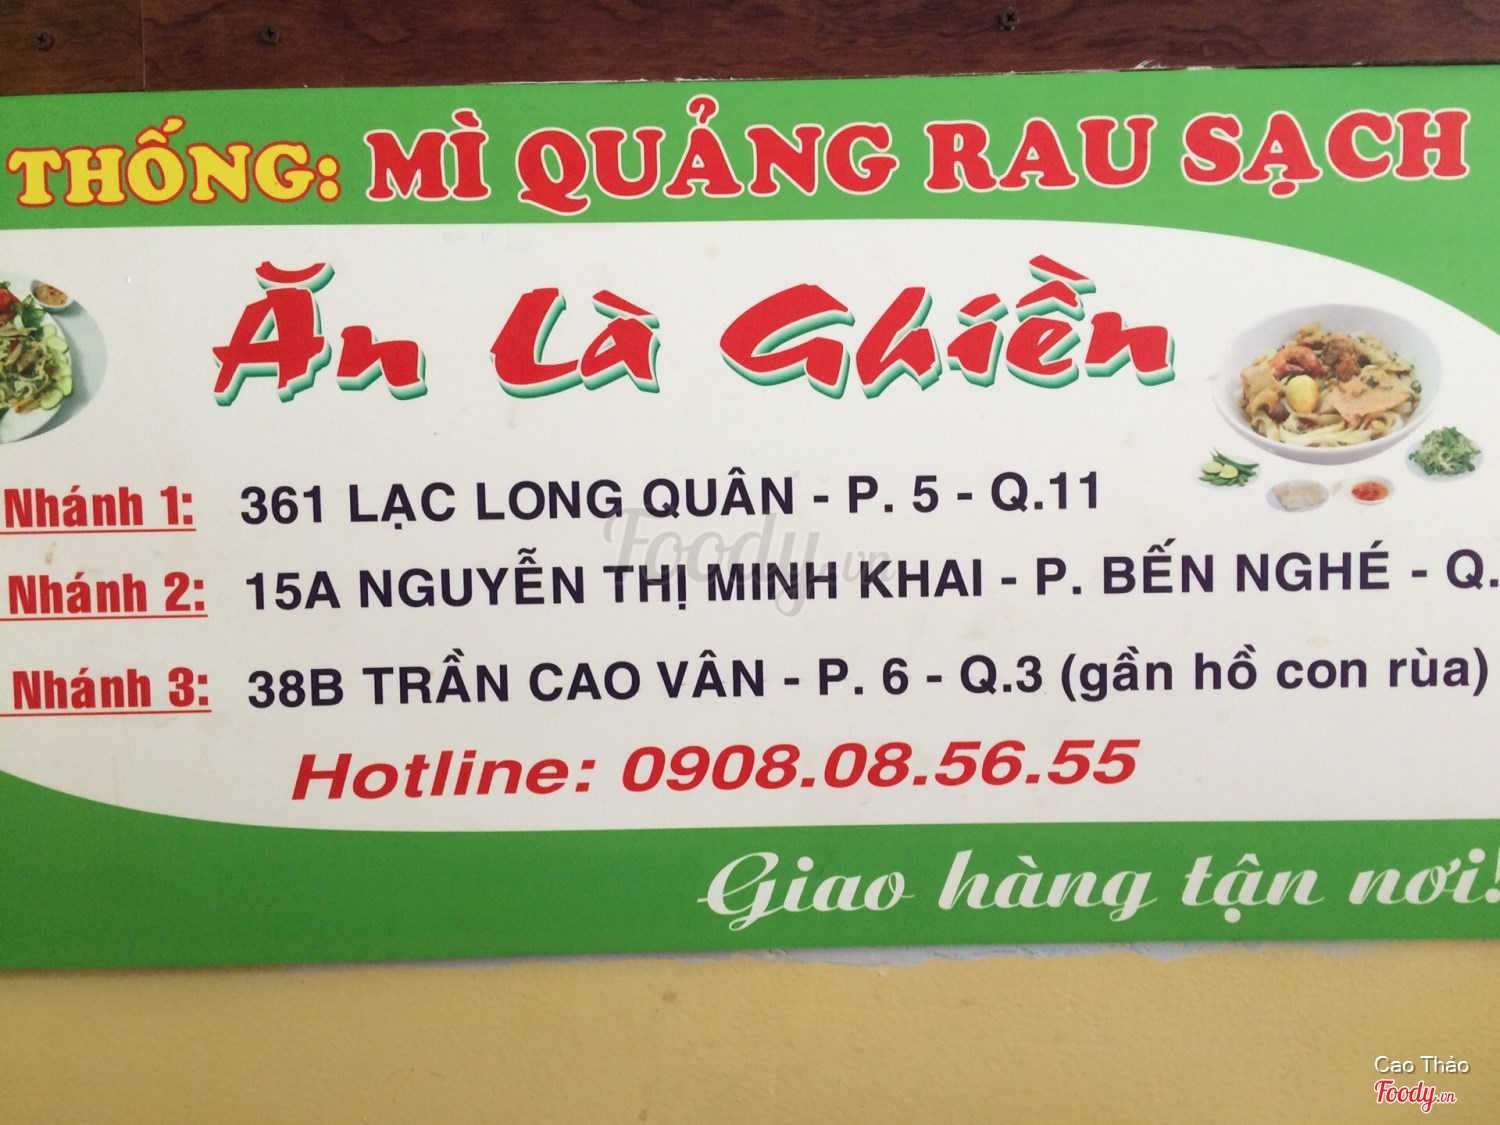 THỐNG: MÌ QUẢNG RAU SẠCH
Ăn Là Ghiền
Nhánh 1: 361 LẠC LONG QUÂN - P. 5 - Q.11
Nhánh 2: 15A NGUYỄN THỊ MINH KHAI - P. BẾN NGHÉ - Q.
Nhánh 3: 38B TRẦN CAO VÂN - P. 6 - Q.3 (gần hồ con rùa)
Hotline: 0908.08.56.55
Giao hàng tận nơi!
Foody.vn
Cao Thảo
Foody.vn